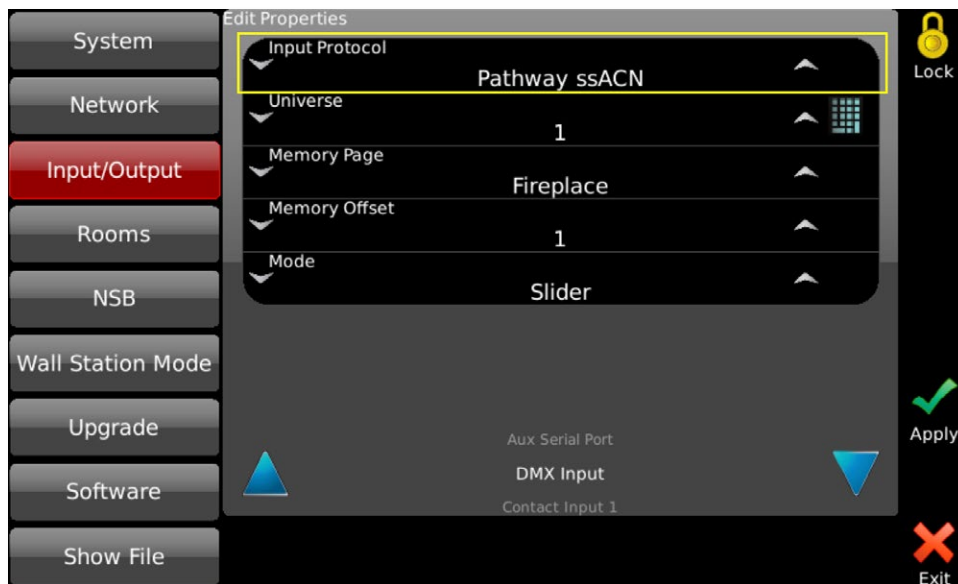 System
Network
Input/Output
Rooms
NSB
Wall Station Mode
Upgrade
Software
Show File
Edit Properties
Input Protocol
Pathway ssACN
Universe
1
Memory Page
Fireplace
Memory Offset
1
Mode
Slider
Aux Serial Port
DMX Input
Contact Input 1
Lock
Apply
Exit